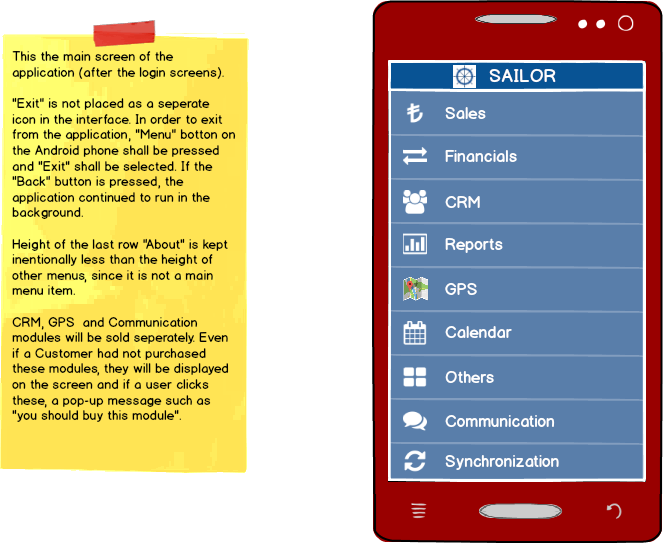 This the main screen of the
application (after the login screens).
"Exit" is not placed as a seperate
icon in the interface. In order to exit
from the application, "Menu" botton on
the Android phone shall be pressed
and "Exit" shall be selected. If the
"Back" button is pressed, the
application continued to run in the
background.
Height of the last row "About" is kept
inentionally less than the height of
other menus, since it is not a main
menu item.
CRM, GPS and Communication
modules will be sold seperately. Even
if a Customer had not purchased
these modules, they will be displayed
on the screen and if a user clicks
these, a pop-up message such as
"you should buy this module".
SAILOR
Sales
Financials
CRM
Reports
GPS
Calendar
Others
Communication
Synchronization